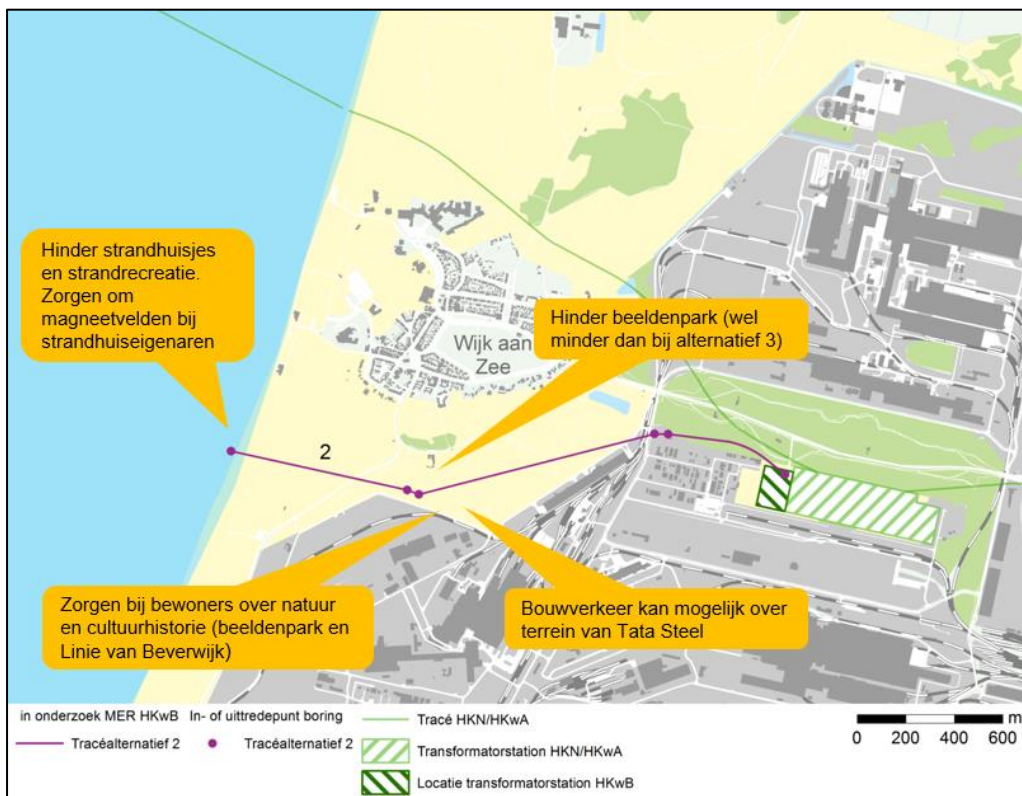 Hinder strandhuisjes
en strandrecreatie.
Zorgen om
magneetvelden bij
strandhuiseigenaren
Hinder beeldenpark (wel
minder dan bij alternatief 3)
Wijk aan
Zee
2
Zorgen bij bewoners over natuur
en cultuurhistorie (beeldenpark en
Linie van Beverwijk)
Bouwverkeer kan mogelijk over
terrein van Tata Steel
in onderzoek MER HKwB In- of uittredepunt boring
Tracéalternatief 2
Tracéalternatief 2
Tracé HKN/HKwA
Transformatorstation HKN/HKwA
Locatie transformatorstation HKwB
m
0 200 400 600